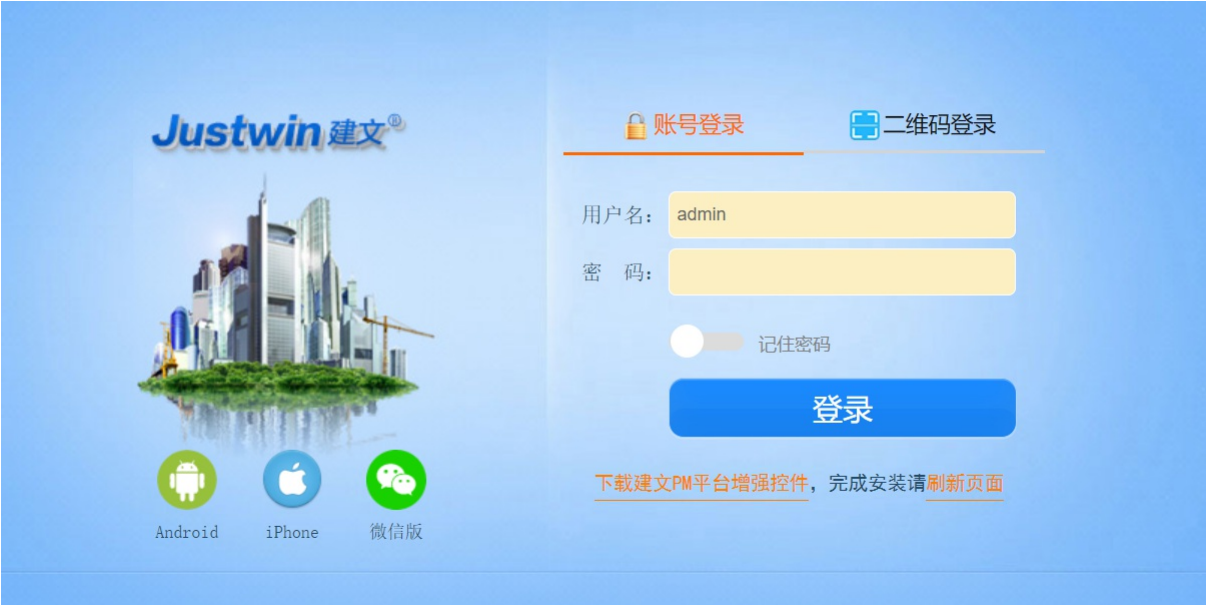 Justwin建文®
账号登录
二维码登录
用户名：
admin
密 码：
记住密码
登录
下载建文PM平台增强控件，完成安装请刷新页面
Android
iPhone
微信版